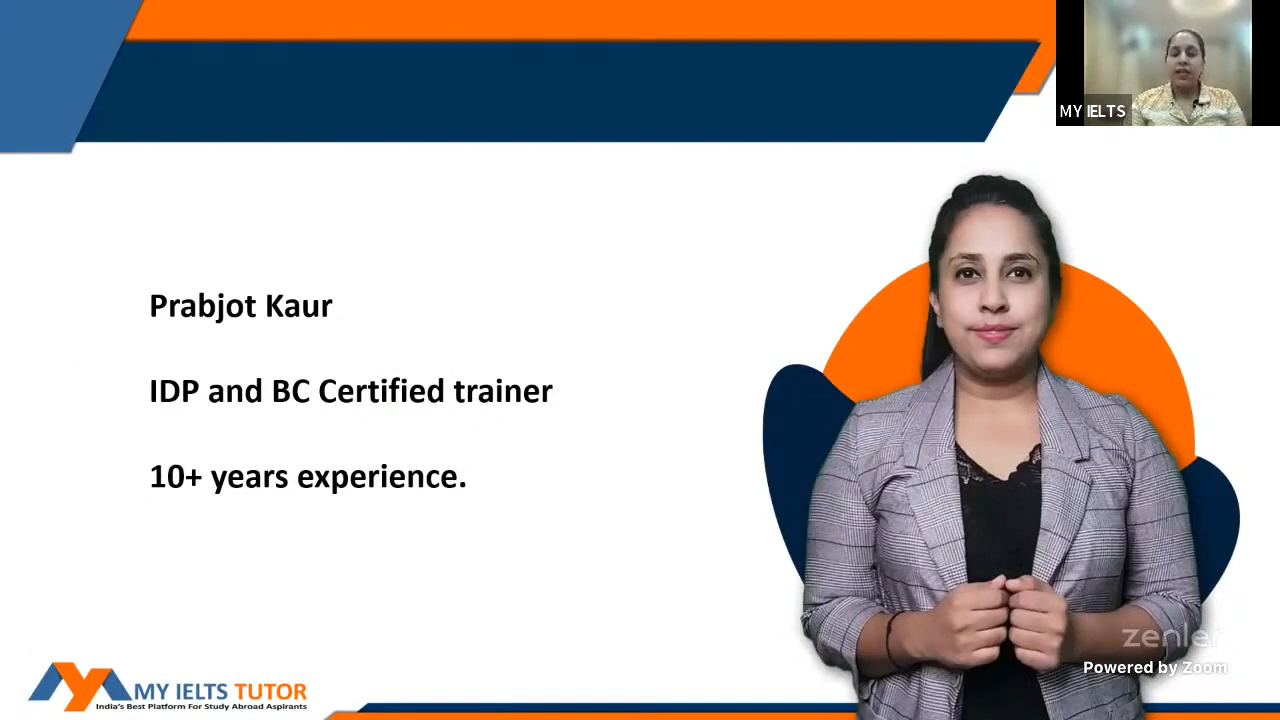 MY IELTS
Prabjot Kaur
IDP and BC Certified trainer
10+ years experience.
zenler
Powered by Zoom
MY IELTS TUTOR
India's Best Platform For Study Abroad Aspirants